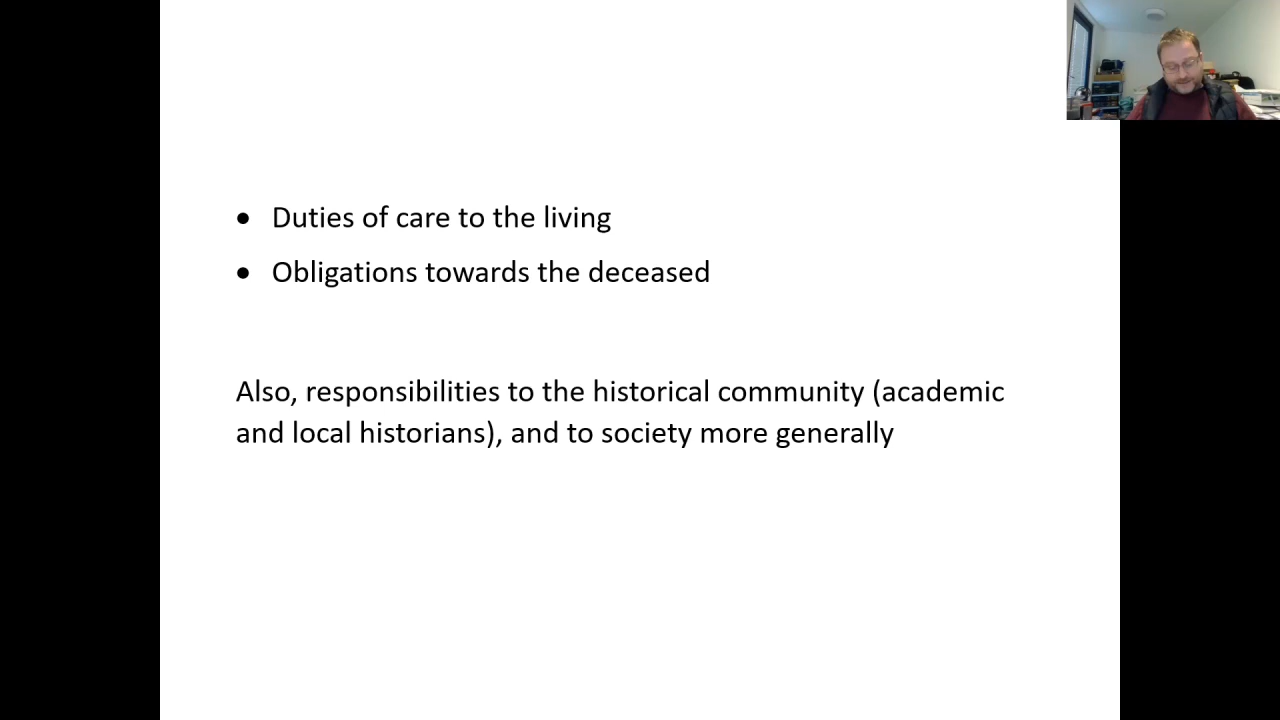 • Duties of care to the living
• Obligations towards the deceased
Also, responsibilities to the historical community (academic
and local historians), and to society more generally